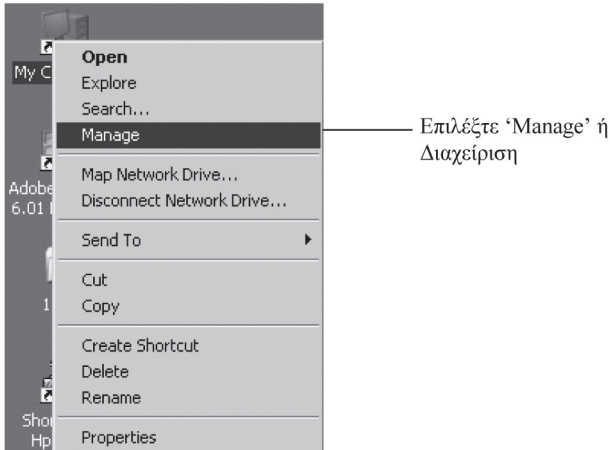 Open
My C
Explore
Search...
Manage
Επιλέξτε ‘Manage’ ή
Διαχείριση
Map Network Drive...
Adobe
Disconnect Network Drive...
6.01
Send To
Cut
1
Copy
Create Shortcut
Delete
Rename
Shor
Properties
Hp